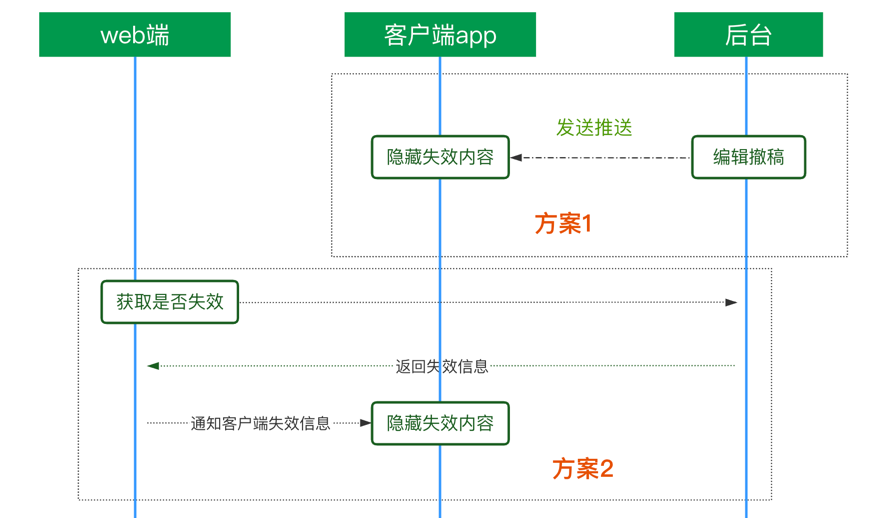 web端
客户端app
后台
发送推送
隐藏失效内容
编辑撤稿
方案1
获取是否失效
返回失效信息
通知客户端失效信息
隐藏失效内容
方案2